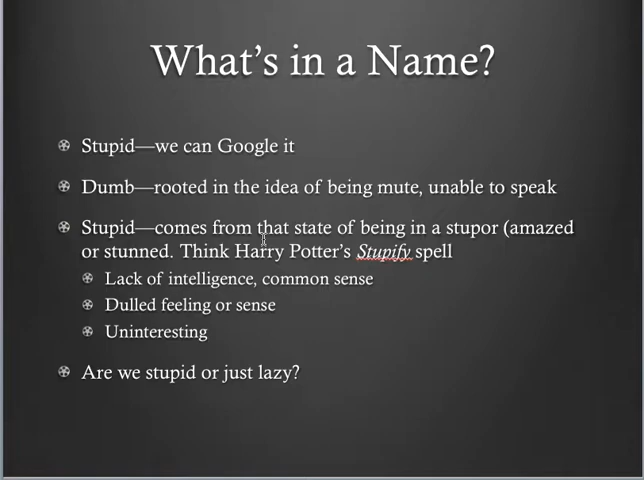 What's in a Name?
Stupid—we can Google it
Dumb—rooted in the idea of being mute, unable to speak
Stupid—comes from that state of being in a stupor (amazed
or stunned. Think Harry Potter's Stupify spell
Lack of intelligence, common sense
Dulled feeling or sense
Uninteresting
Are we stupid or just lazy?